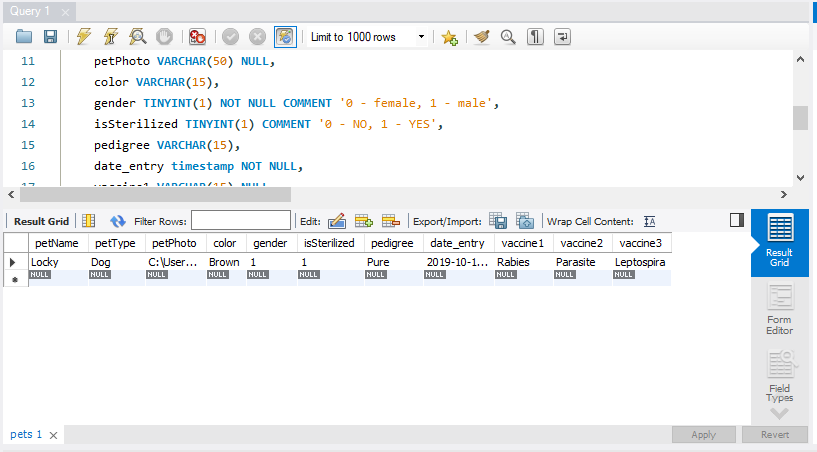 Query 1
Limit to 1000 rows
11 petPhoto VARCHAR(50) NULL,
12 color VARCHAR(15),
13 gender TINYINT(1) NOT NULL COMMENT '0 - female, 1 - male',
14 isSterilized TINYINT(1) COMMENT '0 - NO, 1 - YES',
15 pedigree VARCHAR(15),
16 date_entry timestamp NOT NULL,
17 vaccine1 VARCHAR(15) NULL
Result Grid Filter Rows: Edit: Export/Import: Wrap Cell Content:
petName petType petPhoto color gender isSterilized pedigree date_entry vaccine1 vaccine2 vaccine3
Locky Dog C:\User... Brown 1 1 Pure 2019-10-1... Rabies Parasite Leptospira
NULL NULL NULL NULL NULL NULL NULL NULL NULL NULL NULL
Result
Grid
Form
Editor
Field
Types
pets 1 Apply Revert